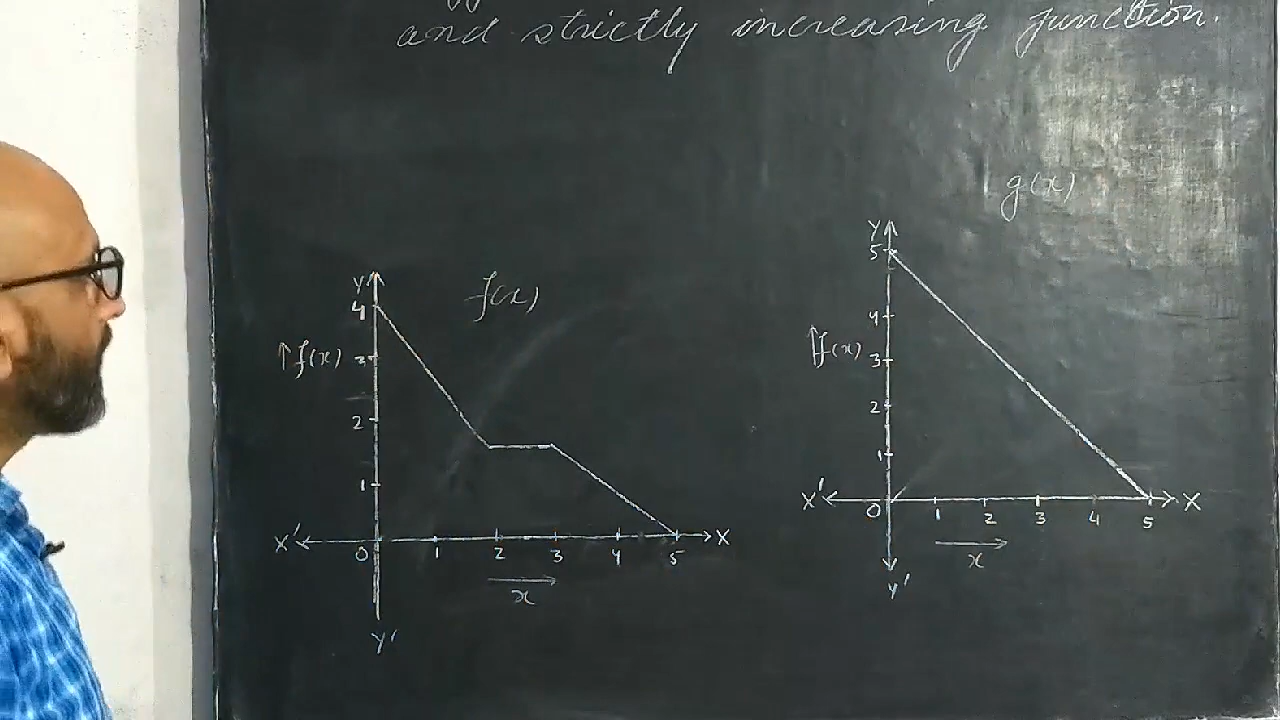 and strictly increasing function.
g(x)
f(x)
Y
4
3
2
1
↑ f(x)
X' 0 1 2 3 4 5 X
x
Y'
Y
5
4
3
2
1
f(x)
X' 0 1 2 3 4 5 X
x
Y'